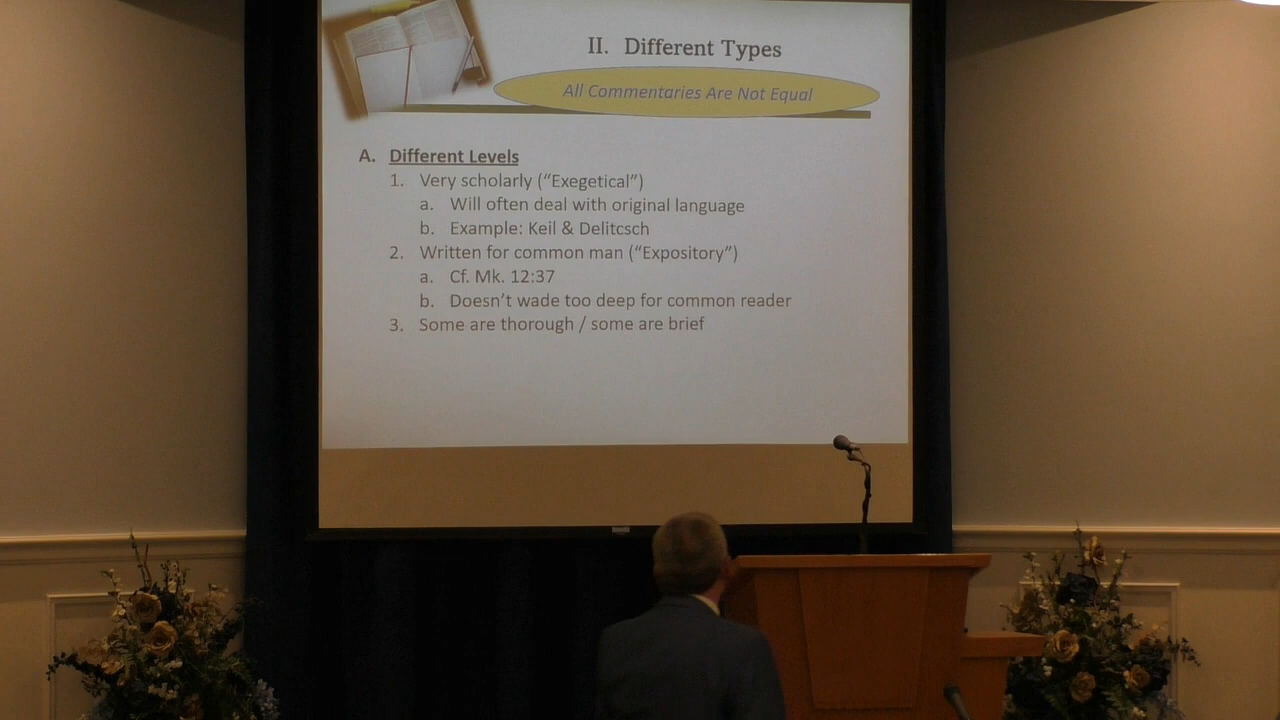 II. Different Types
All Commentaries Are Not Equal
A. Different Levels
1. Very scholarly (“Exegetical”)
a. Will often deal with original language
b. Example: Keil & Delitcsch
2. Written for common man (“Expository”)
a. Cf. Mk. 12:37
b. Doesn’t wade too deep for common reader
3. Some are thorough / some are brief